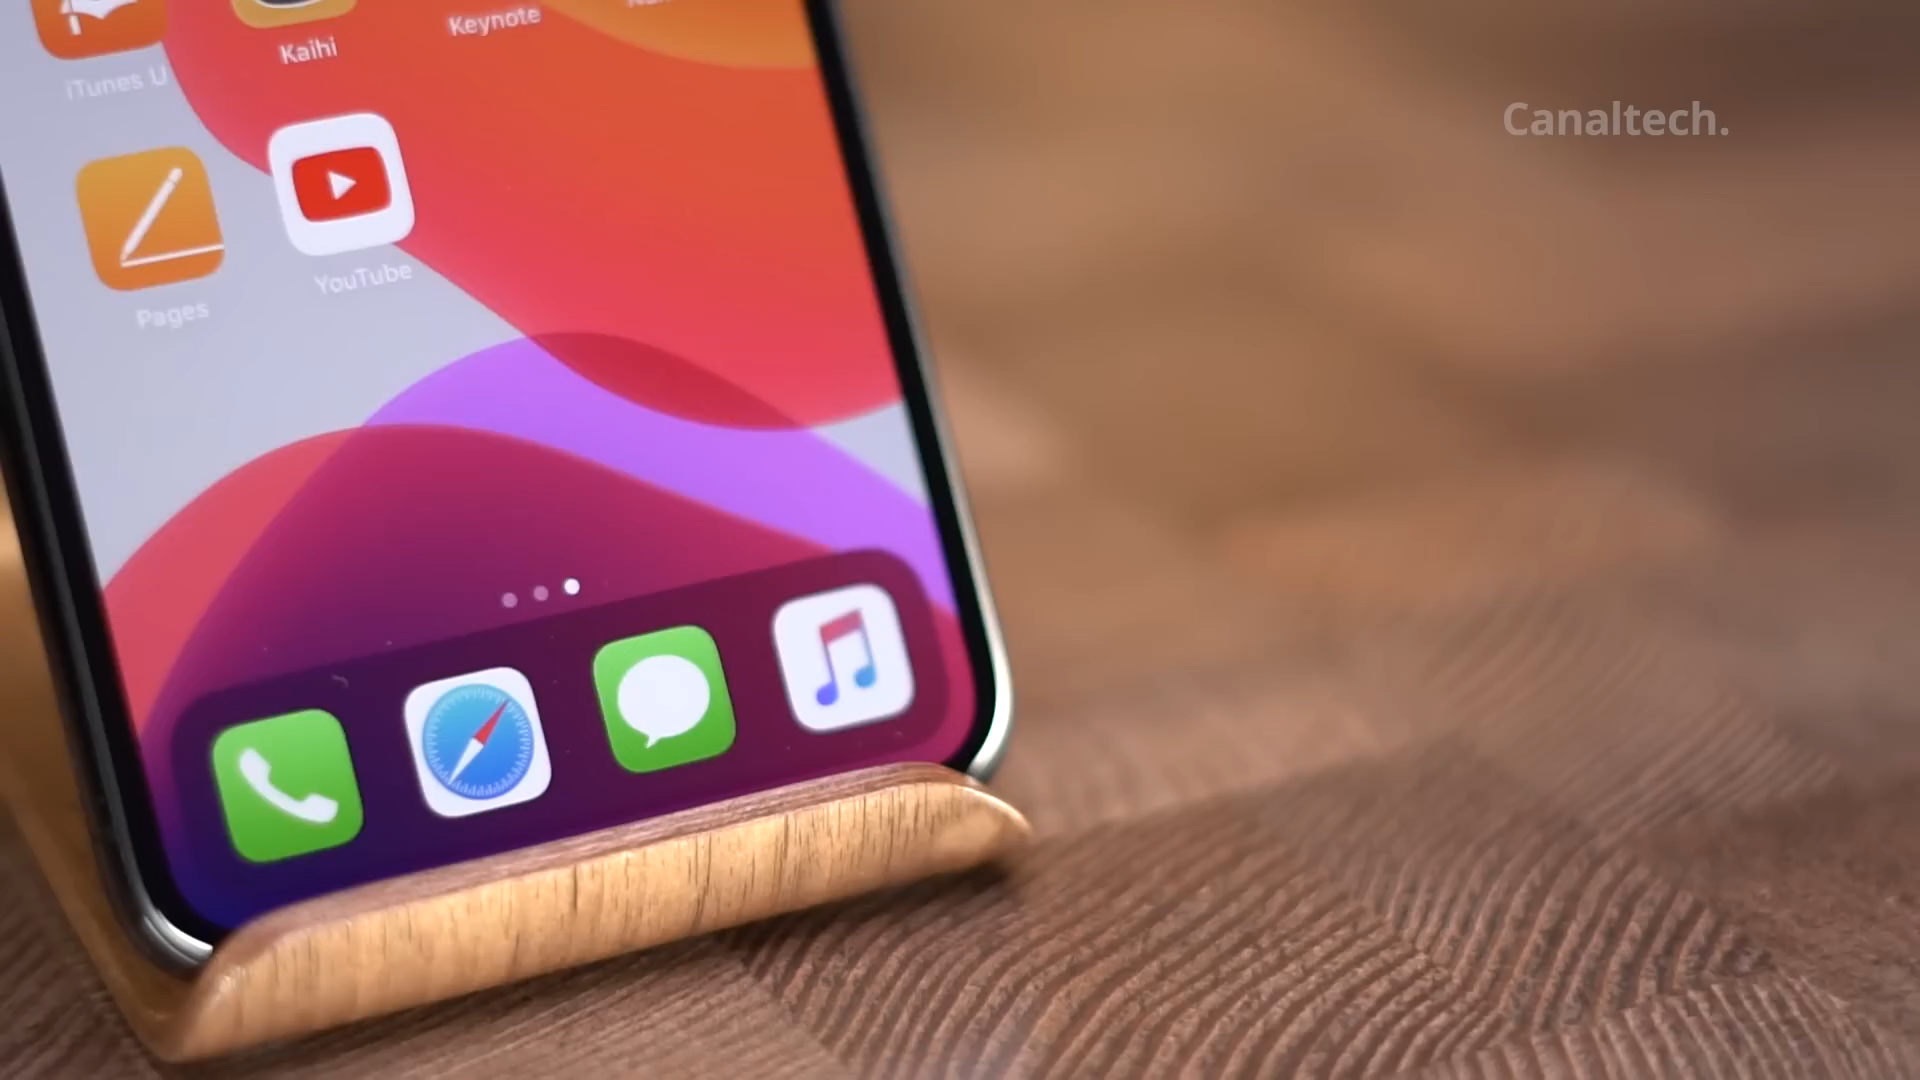 Kaihi
Keynote
iTunes U
Canaltech.
YouTube
Pages